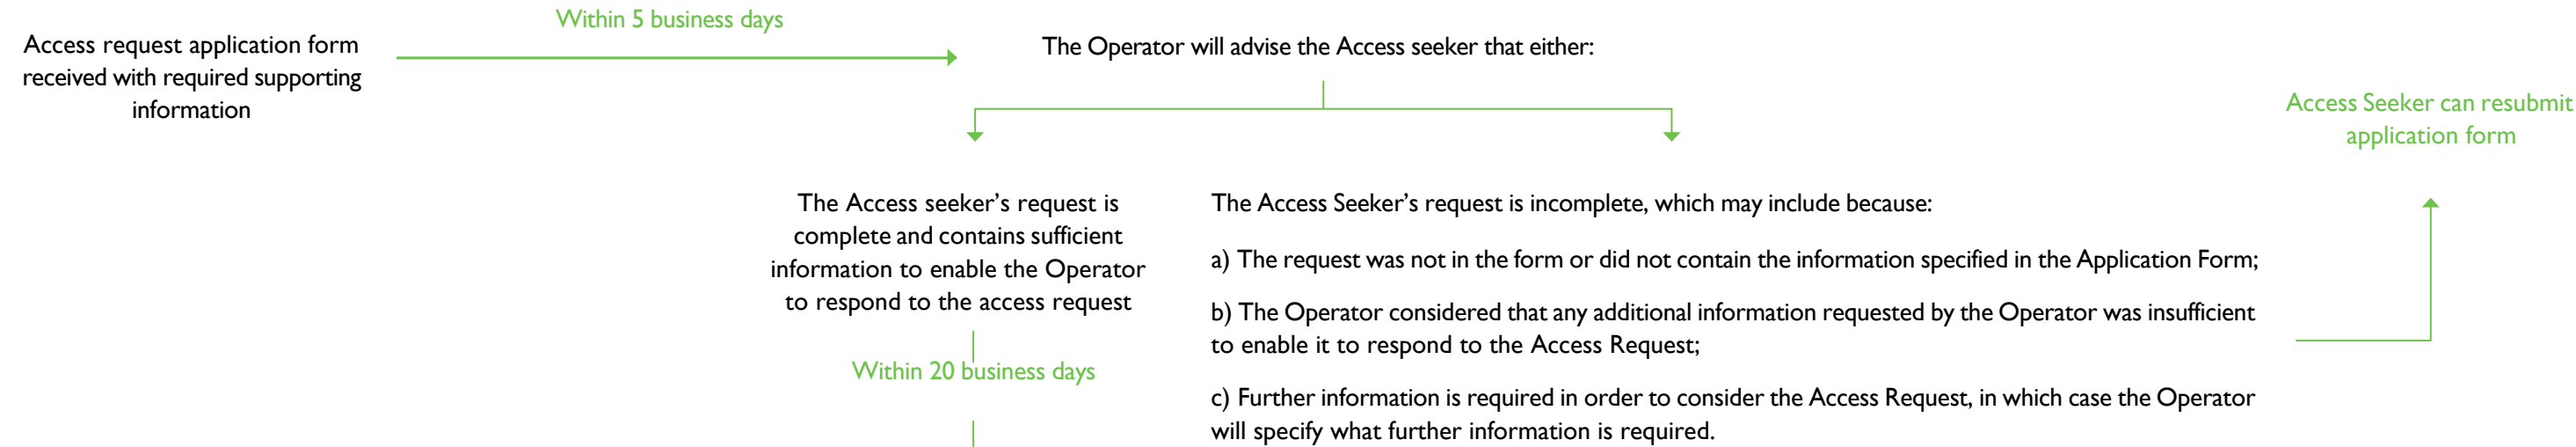 Within 5 business days
Access request application form
received with required supporting
information
The Operator will advise the Access seeker that either:
Access Seeker can resubmit
application form
The Access seeker’s request is
complete and contains sufficient
information to enable the Operator
to respond to the access request
Within 20 business days
The Access Seeker’s request is incomplete, which may include because:
a) The request was not in the form or did not contain the information specified in the Application Form;
b) The Operator considered that any additional information requested by the Operator was insufficient
to enable it to respond to the Access Request;
c) Further information is required in order to consider the Access Request, in which case the Operator
will specify what further information is required.